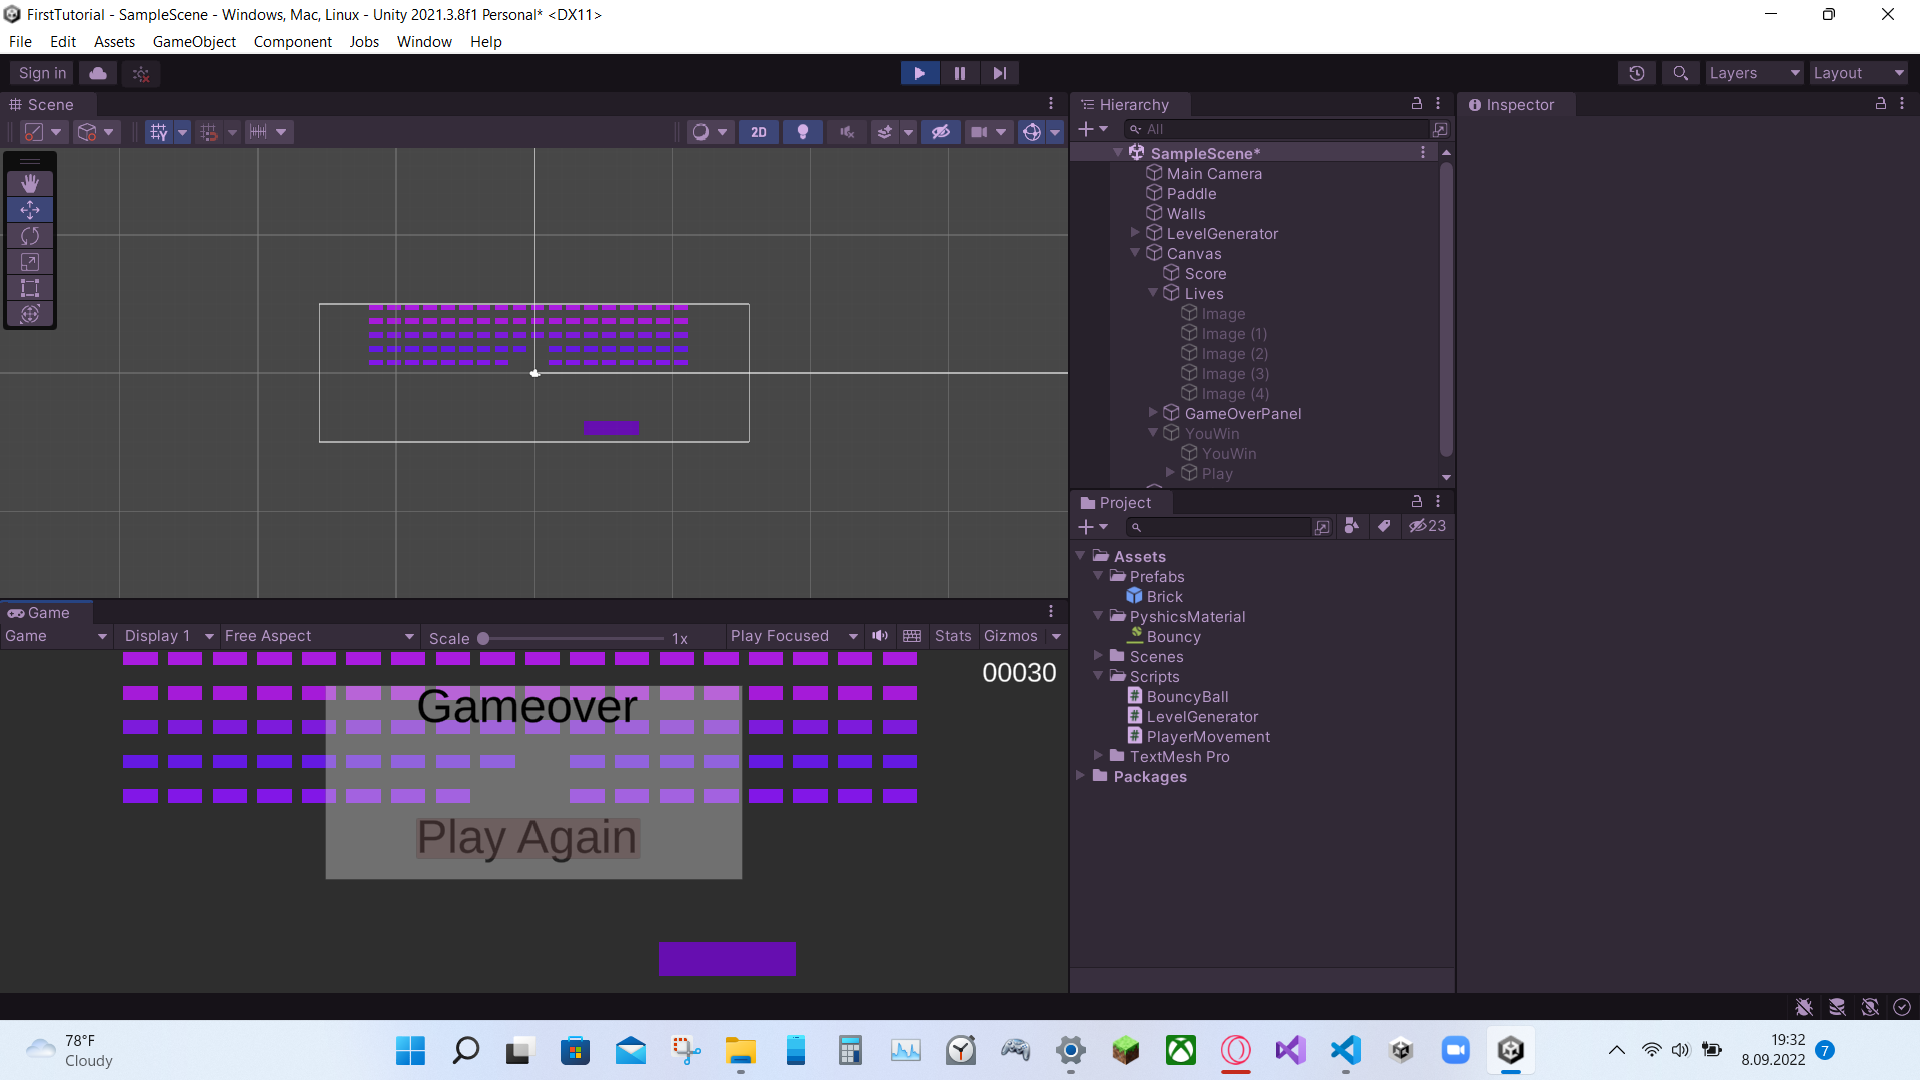 FirstTutorial - SampleScene - Windows, Mac, Linux - Unity 2021.3.8f1 Personal* <DX11>
File Edit Assets GameObject Component Jobs Window Help
Sign in
Layers
Layout
Scene
2D
Hierarchy
All
SampleScene*
Main Camera
Paddle
Walls
LevelGenerator
Canvas
Score
Lives
Image
Image (1)
Image (2)
Image (3)
Image (4)
GameOverPanel
YouWin
YouWin
Play
Inspector
Project
23
Assets
Prefabs
Brick
PyshicsMaterial
Bouncy
Scenes
Scripts
BouncyBall
LevelGenerator
PlayerMovement
TextMesh Pro
Packages
Game
Game Display 1 Free Aspect Scale 1x Play Focused Stats Gizmos
00030
Gameover
Play Again
78°F
Cloudy
19:32
8.09.2022
7